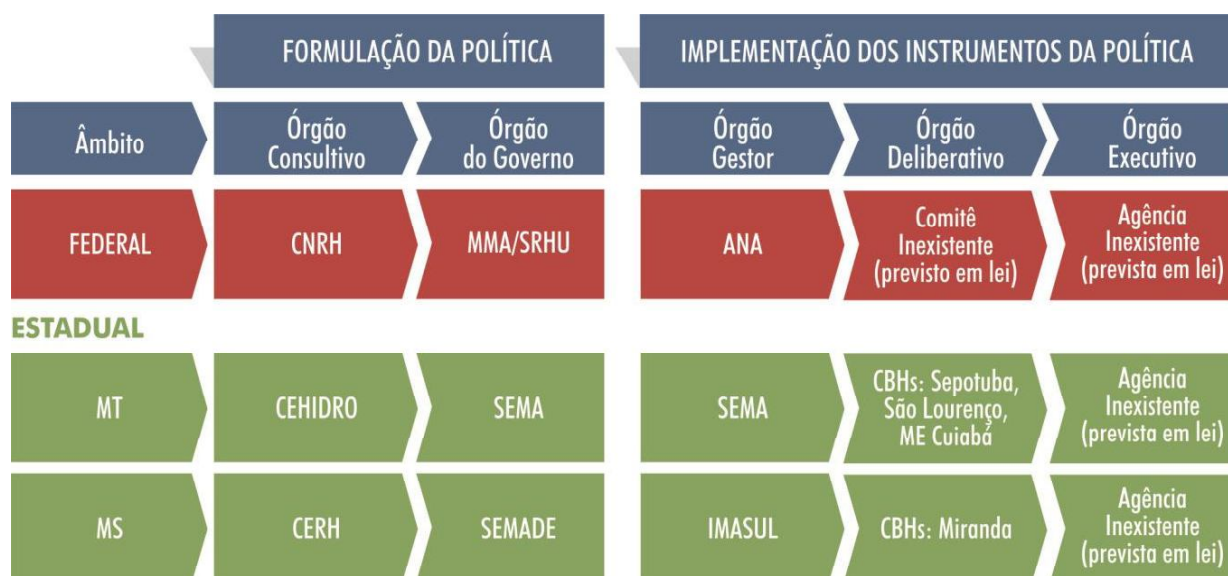 FORMULAÇÃO DA POLÍTICA
IMPLEMENTAÇÃO DOS INSTRUMENTOS DA POLÍTICA
Âmbito
Órgão
Consultivo
Órgão
do Governo
Órgão
Gestor
Órgão
Deliberativo
Órgão
Executivo
FEDERAL
CNRH
MMA/SRHU
ANA
Comitê
Inexistente
(previsto em lei)
Agência
Inexistente
(prevista em lei)
ESTADUAL
MT
CEHIDRO
SEMA
SEMA
CBHs: Sepotuba,
São Lourenço,
ME Cuiabá
Agência
Inexistente
(prevista em lei)
MS
CERH
SEMADE
IMASUL
CBHs: Miranda
Agência
Inexistente
(prevista em lei)